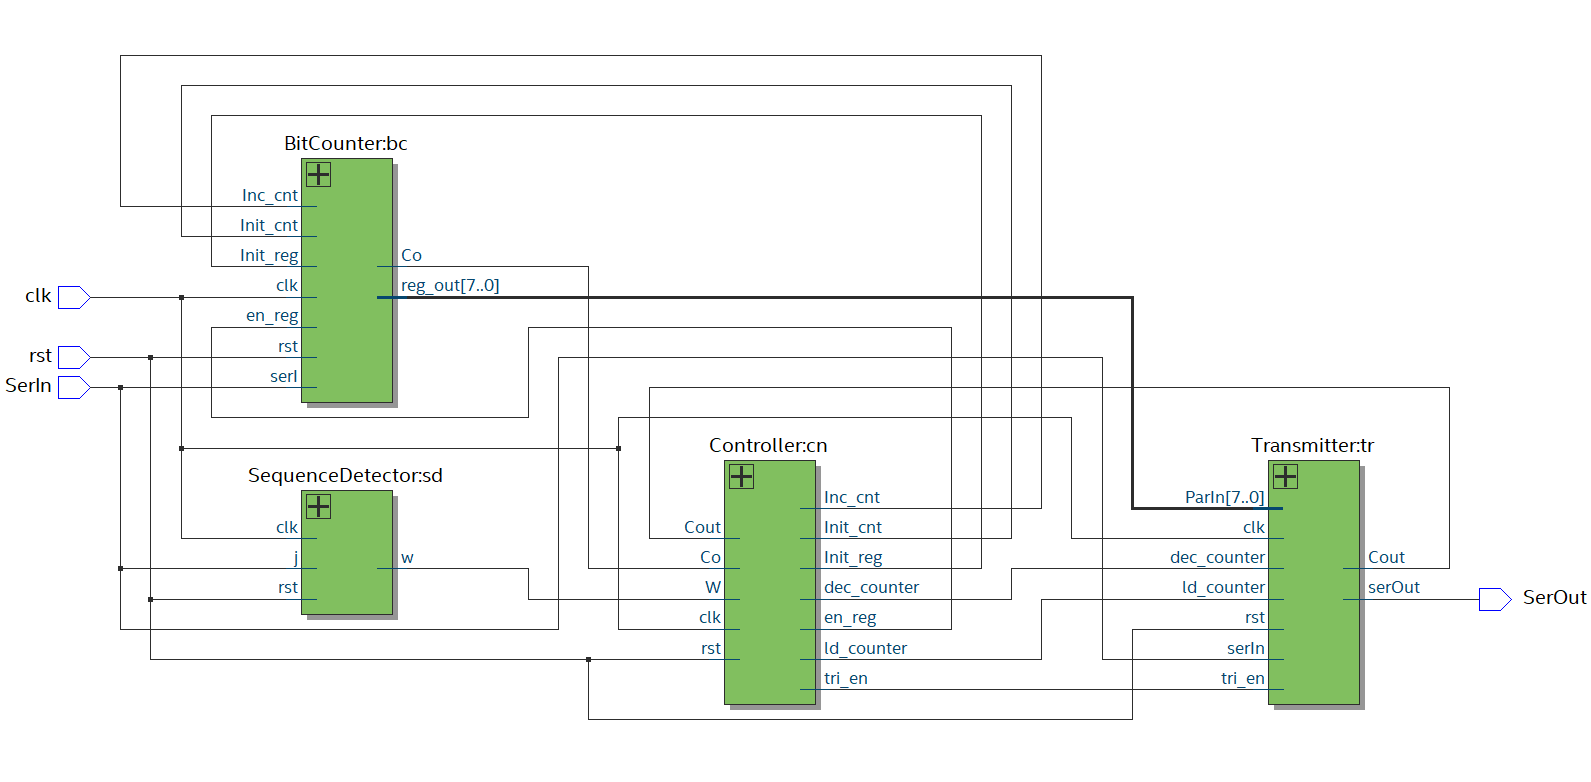 BitCounter:bc
Inc_cnt
Init_cnt
Init_reg
clk
en_reg
rst
serI
Co
reg_out[7..0]
clk
rst
SerIn
SequenceDetector:sd
clk
j
rst
w
Controller:cn
Cout
Co
W
clk
rst
Inc_cnt
Init_cnt
Init_reg
dec_counter
en_reg
ld_counter
tri_en
Transmitter:tr
ParIn[7..0]
clk
dec_counter
ld_counter
rst
serIn
tri_en
Cout
serOut
SerOut